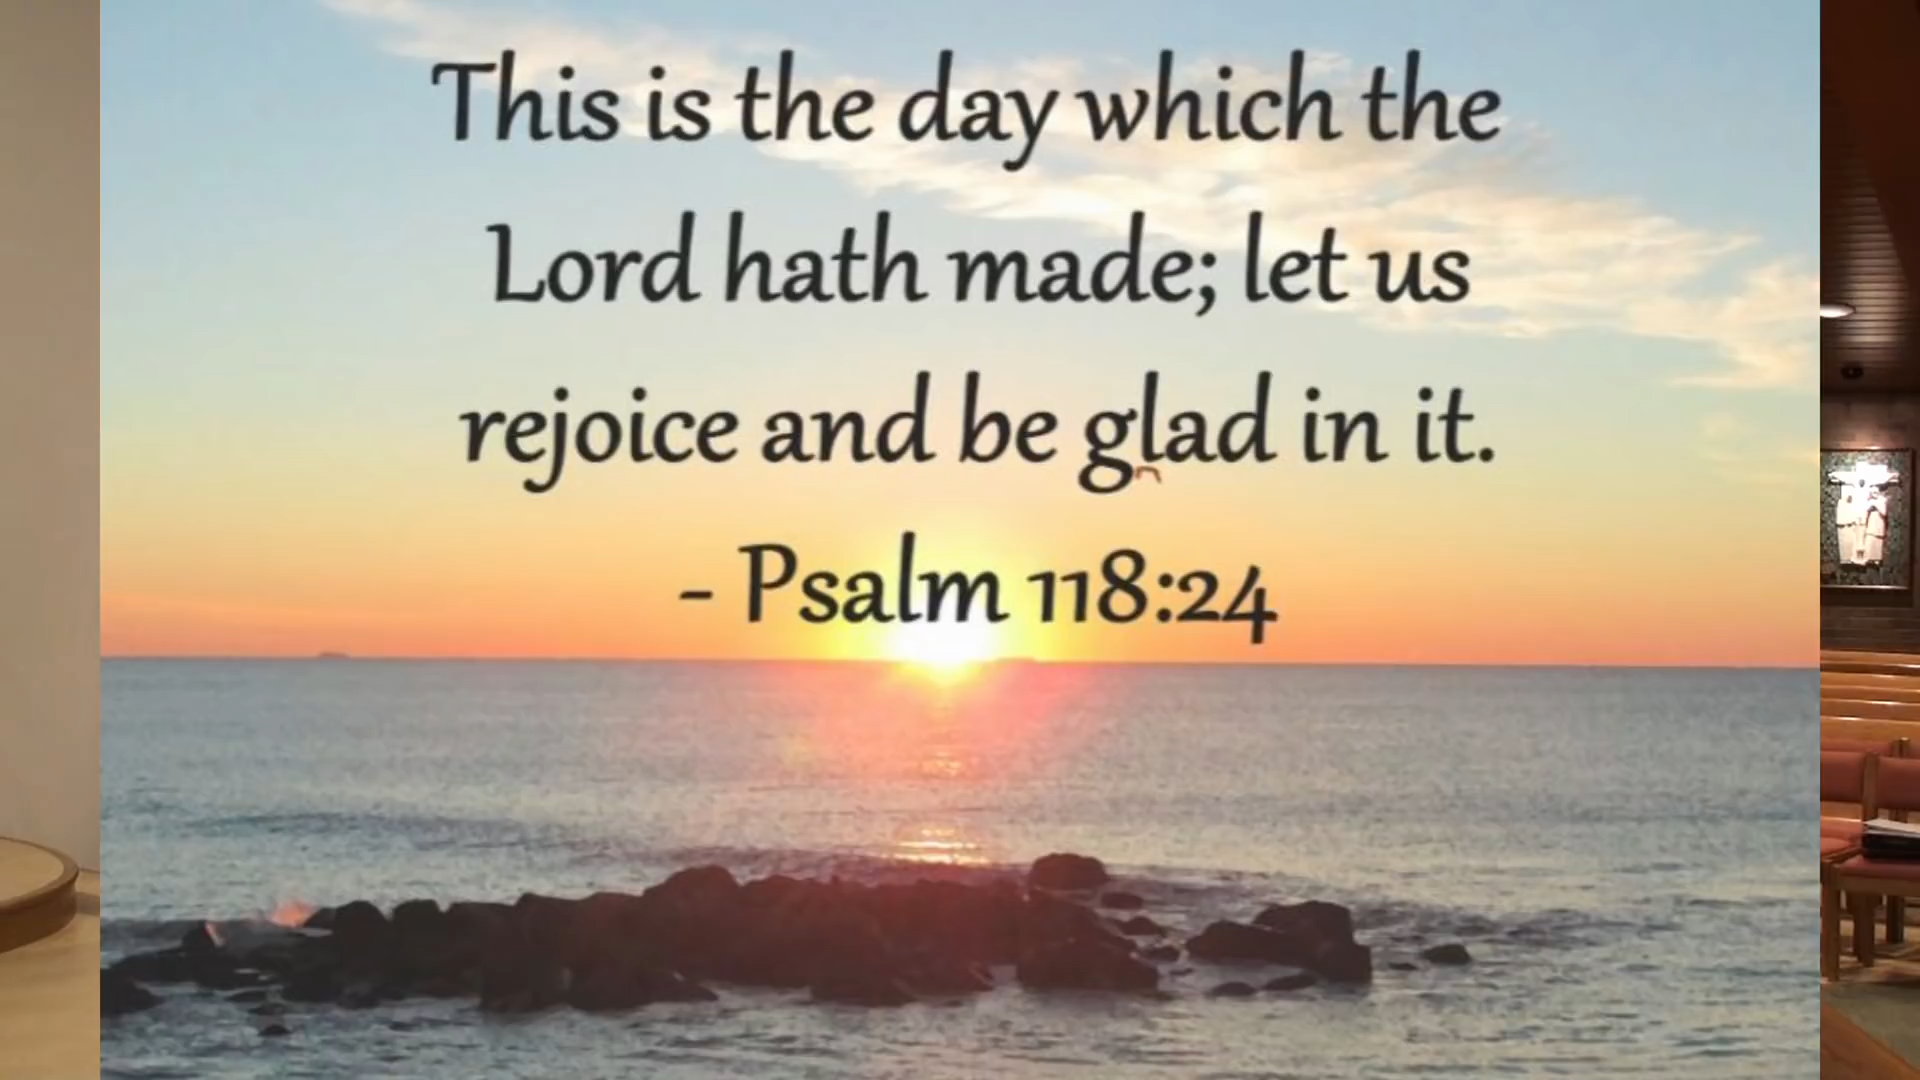 This is the day which the
Lord hath made; let us
rejoice and be glad in it.
- Psalm 118:24